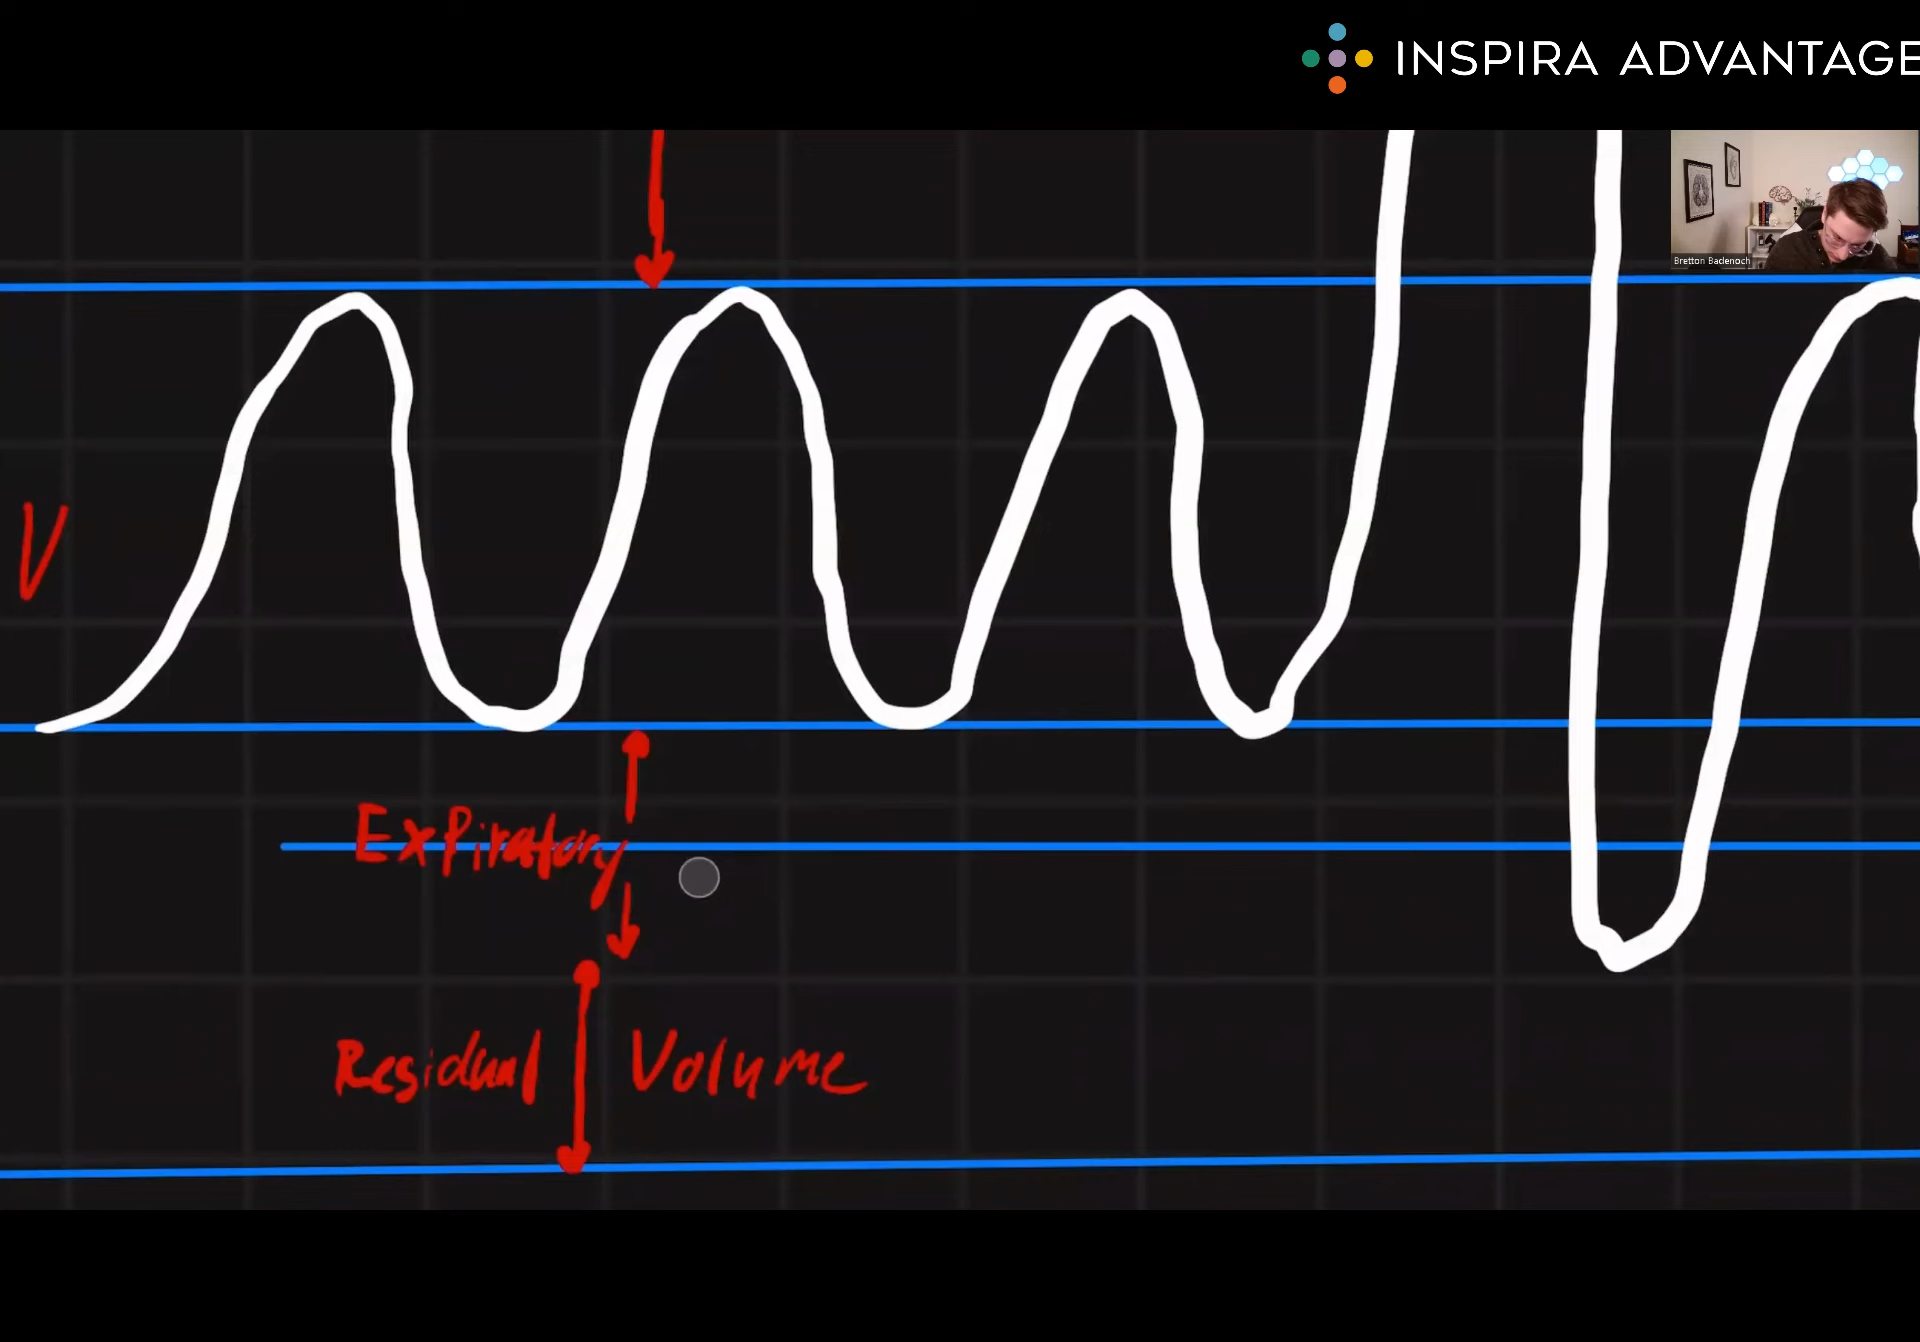 INSPIRA ADVANTAGE
Bretton Badenoch
V
Expiratory
Residual Volume